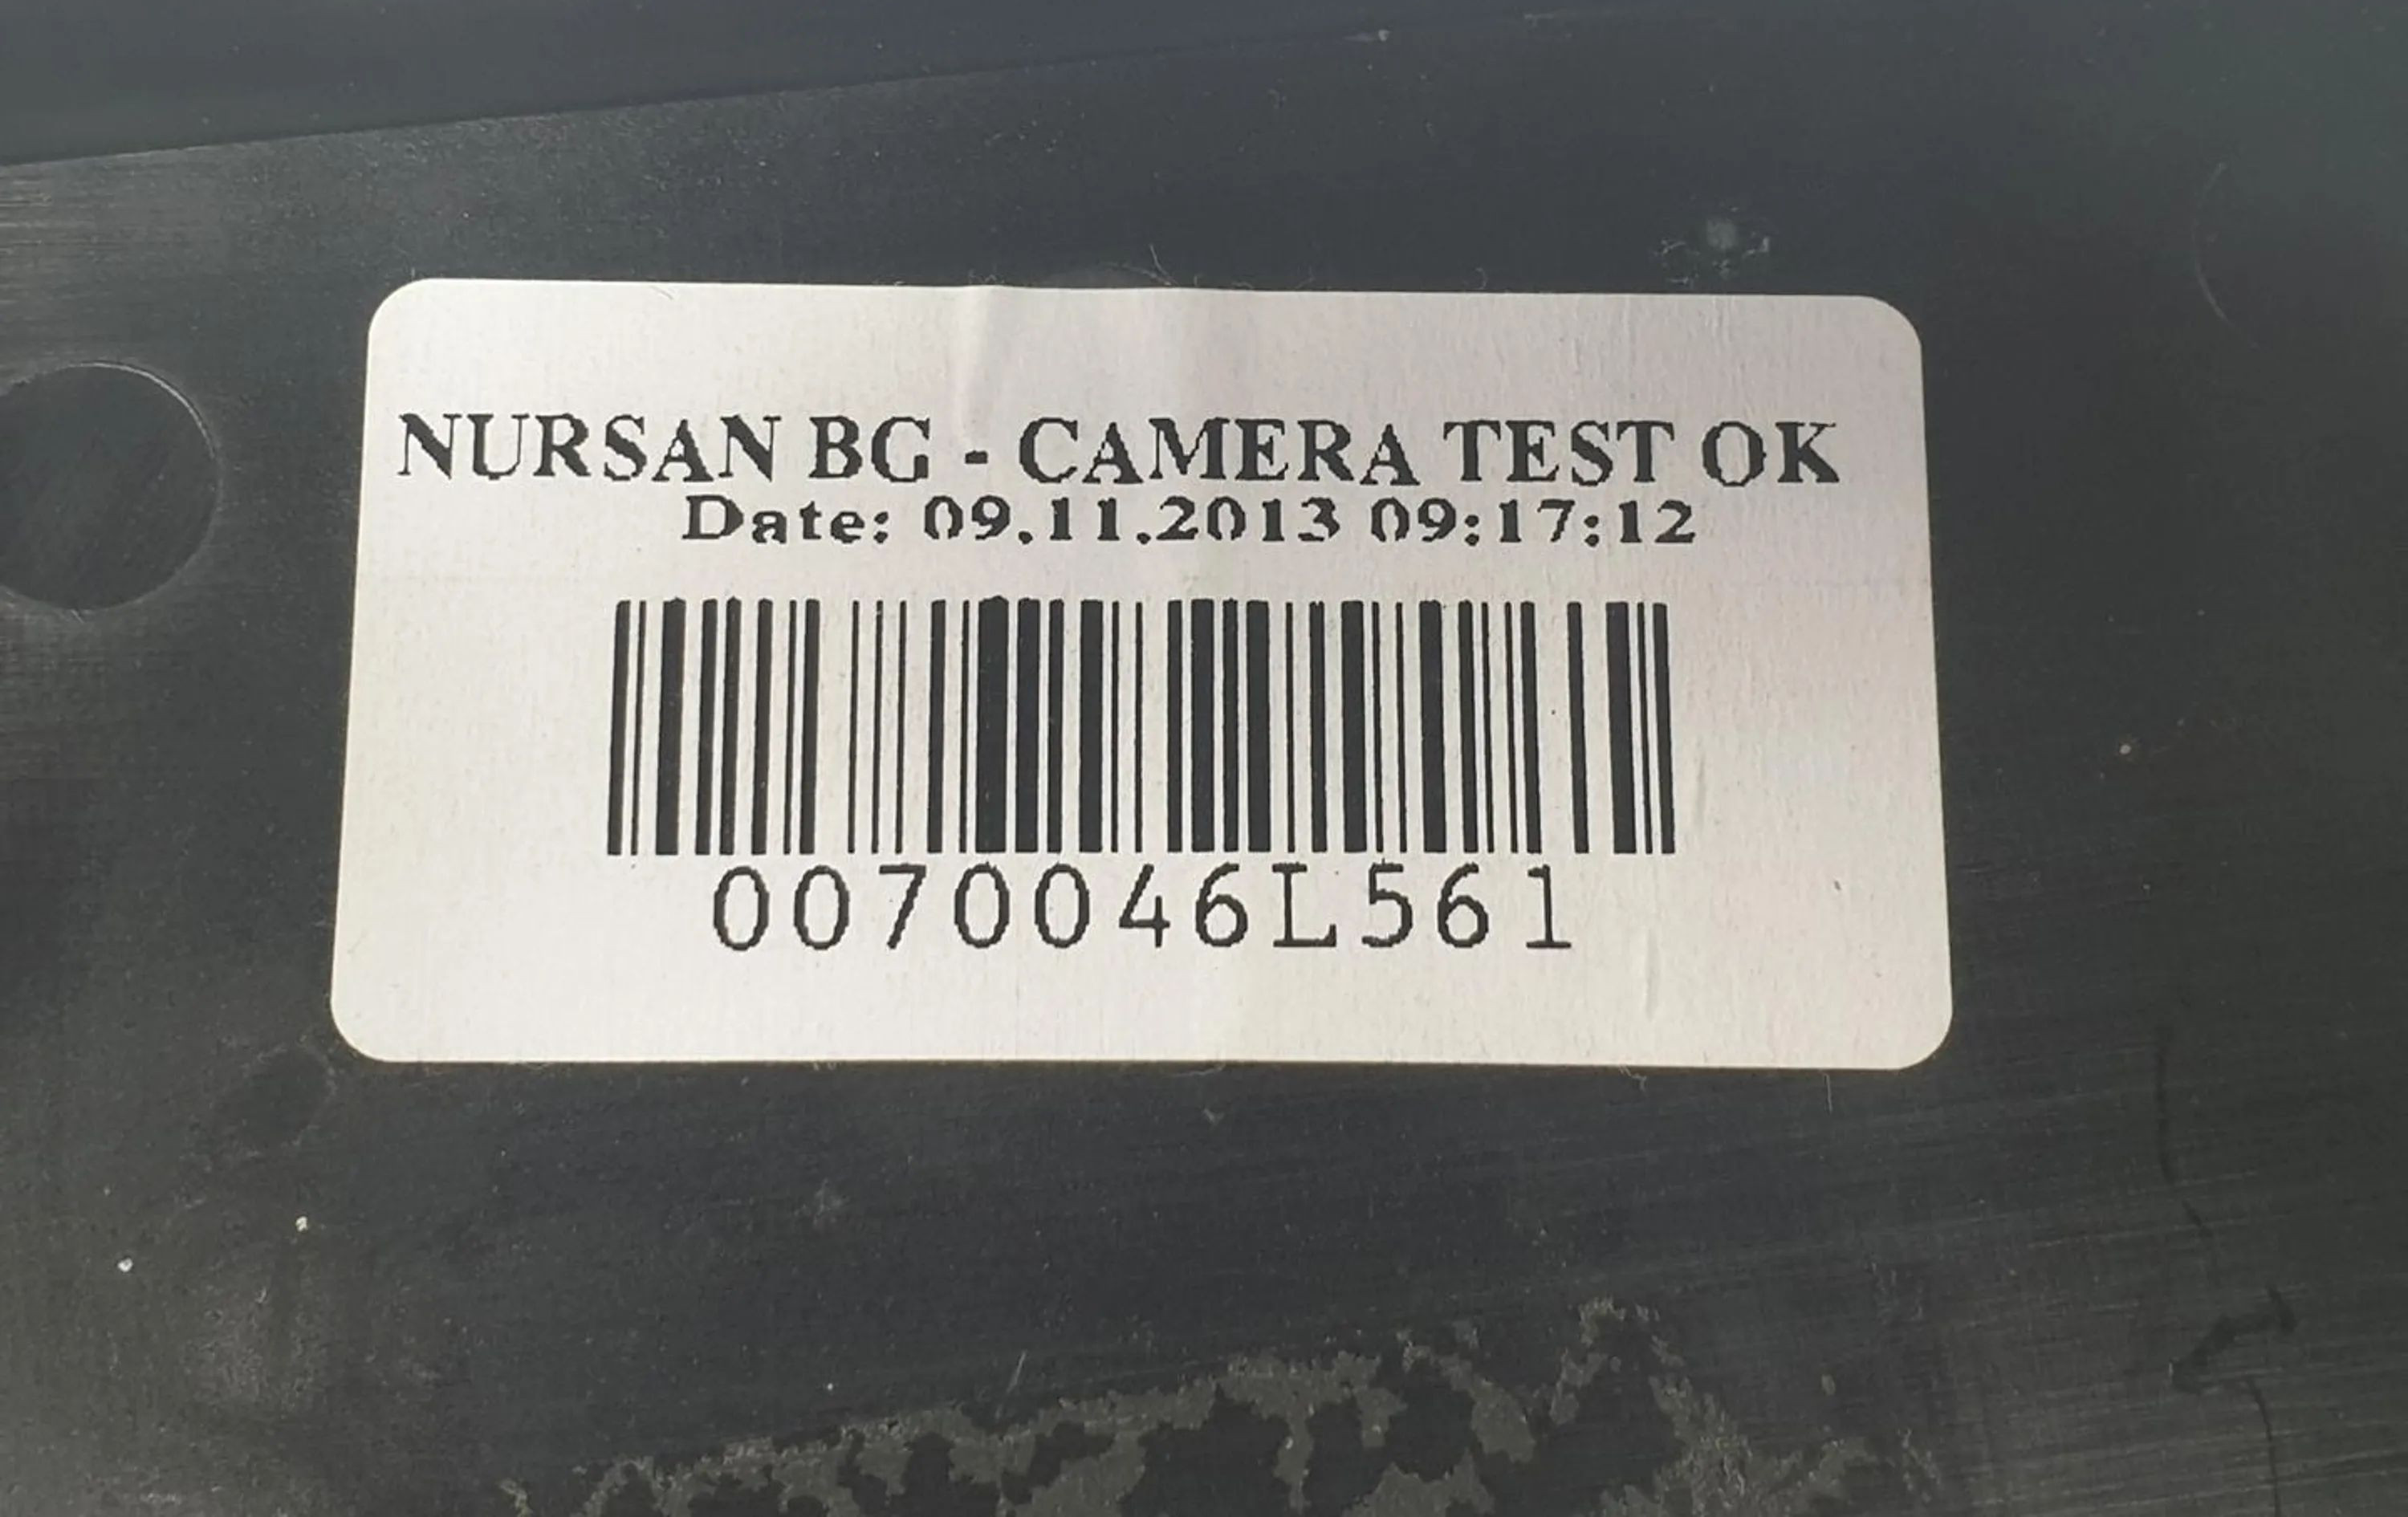 NURSAN BG - CAMERA TEST OK
Date: 09.11.2013 09:17:12
0070046L561